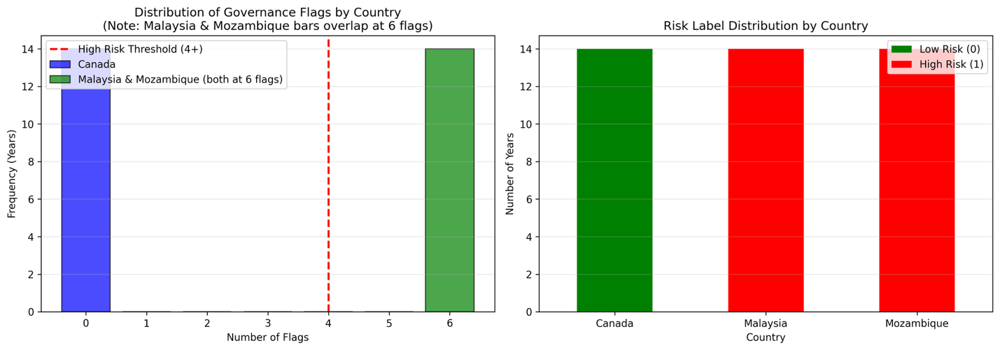 Distribution of Governance Flags by Country
(Note: Malaysia & Mozambique bars overlap at 6 flags)
High Risk Threshold (4+)
Canada
Malaysia & Mozambique (both at 6 flags)
Frequency (Years)
14
12
10
8
6
4
2
0
0 1 2 3 4 5 6
Number of Flags
Risk Label Distribution by Country
Low Risk (0)
High Risk (1)
Number of Years
14
12
10
8
6
4
2
0
Canada Malaysia Mozambique
Country